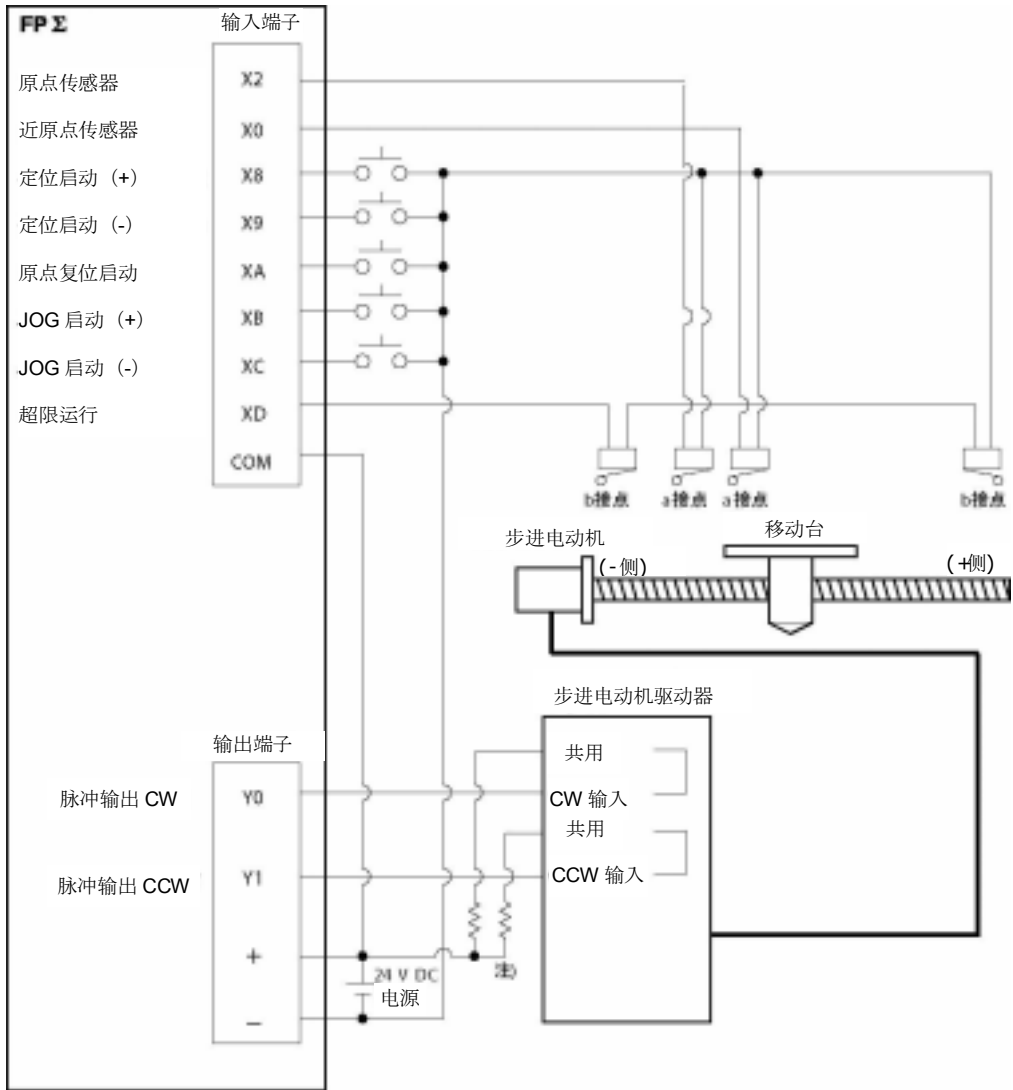 FP Σ 输入端子
原点传感器 X2
近原点传感器 X0
定位启动（+） X8
定位启动（-） X9
原点复位启动 XA
JOG 启动（+） XB
JOG 启动（-） XC
超限运行 XD
COM
b接点 a接点 a接点 b接点
步进电动机 移动台
(-侧) (+侧)
步进电动机驱动器
输出端子 共用
脉冲输出 CW Y0 CW 输入
共用
脉冲输出 CCW Y1 CCW 输入
+
注)
24 V DC
电源
－